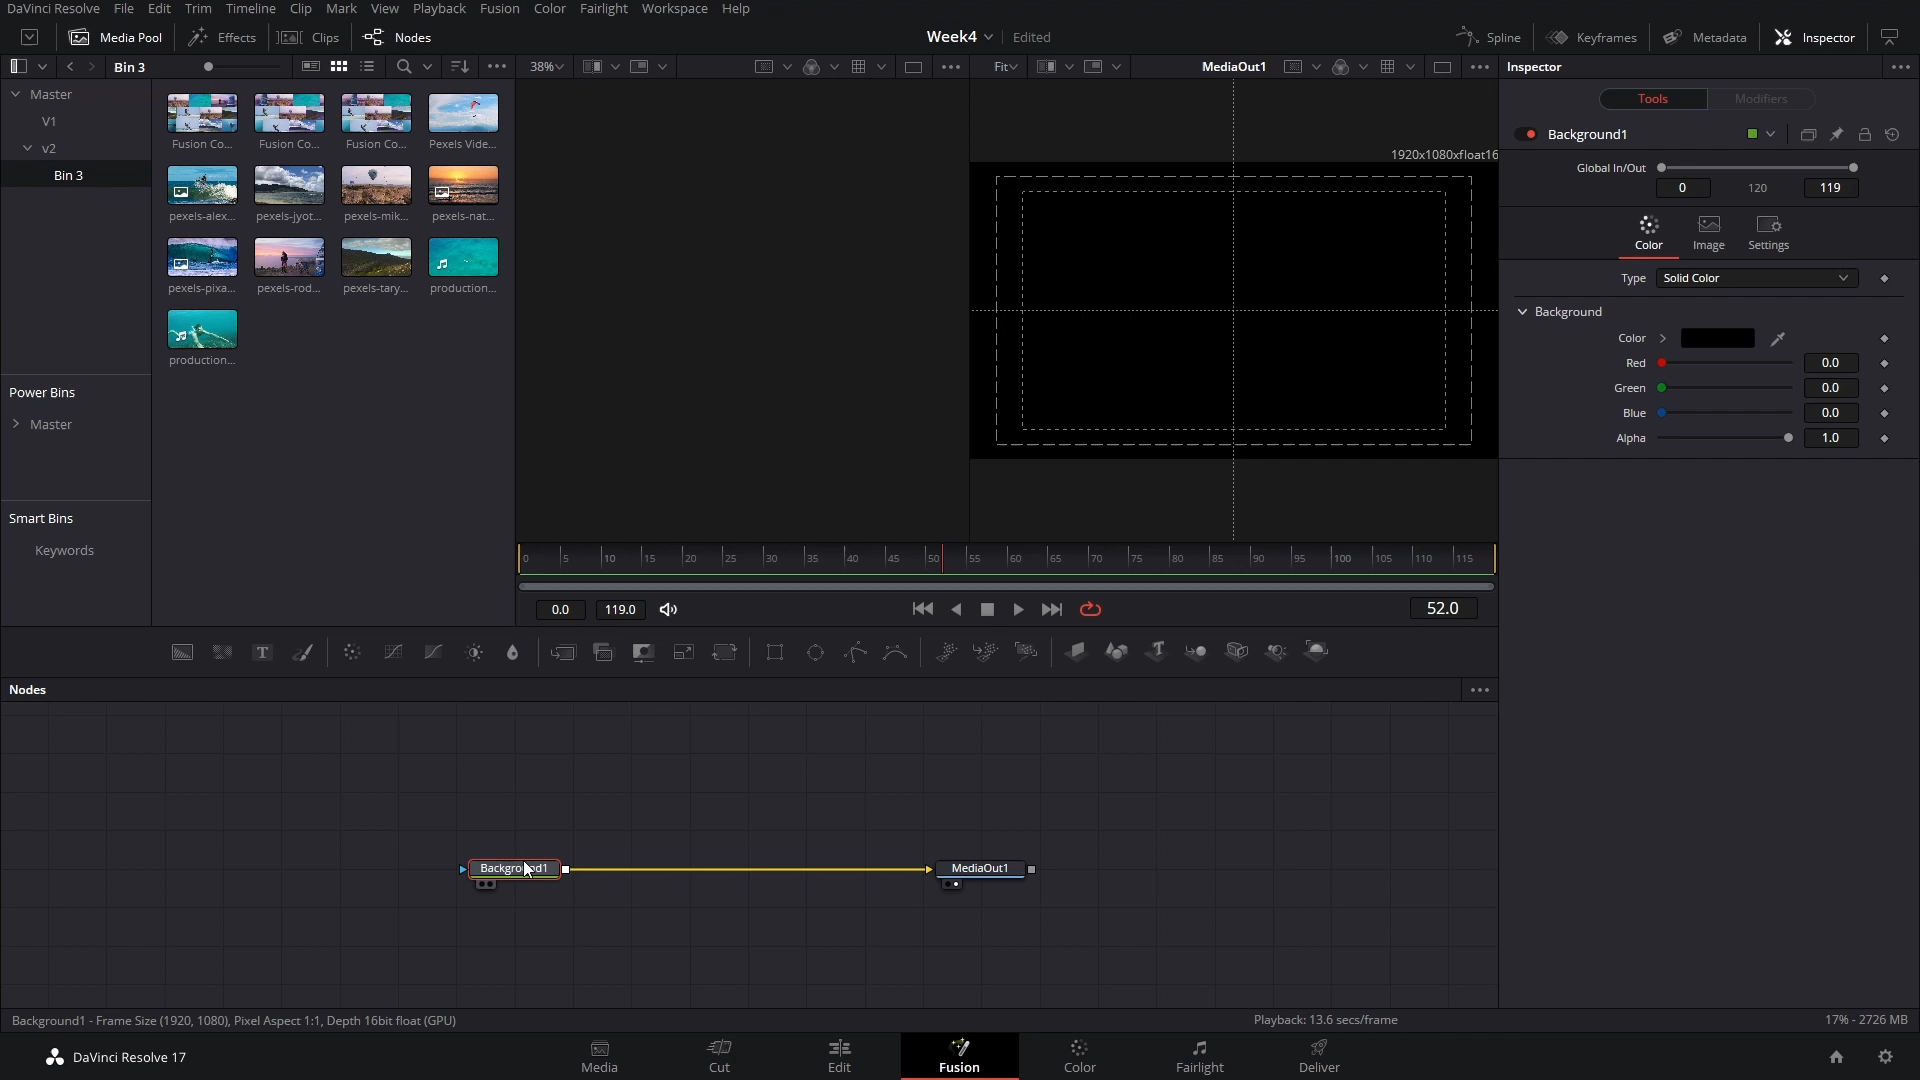 DaVinci Resolve File Edit Trim Timeline Clip Mark View Playback Fusion Color Fairlight Workspace Help
Media Pool Effects Clips Nodes Week4 Edited Spline Keyframes Metadata Inspector
Bin 3 38% Fit MediaOut1 Inspector
Master
V1
v2
Bin 3
Fusion Co... Fusion Co... Fusion Co... Pexels Vide...
pexels-alex... pexels-jyot... pexels-mik... pexels-nat...
pexels-pixa... pexels-rod... pexels-tary... production...
production...
Power Bins
Master
Smart Bins
Keywords
1920x1080xfloat16
0 5 10 15 20 25 30 35 40 45 50 55 60 65 70 75 80 85 90 95 100 105 110 115
0.0 119.0 52.0
Tools Modifiers
Background1
Global In/Out
0 120 119
Color Image Settings
Type Solid Color
Background
Color
Red 0.0
Green 0.0
Blue 0.0
Alpha 1.0
Nodes
Background1 MediaOut1
Background1 - Frame Size (1920, 1080), Pixel Aspect 1:1, Depth 16bit float (GPU) Playback: 13.6 secs/frame 17% - 2726 MB
DaVinci Resolve 17 Media Cut Edit Fusion Color Fairlight Deliver